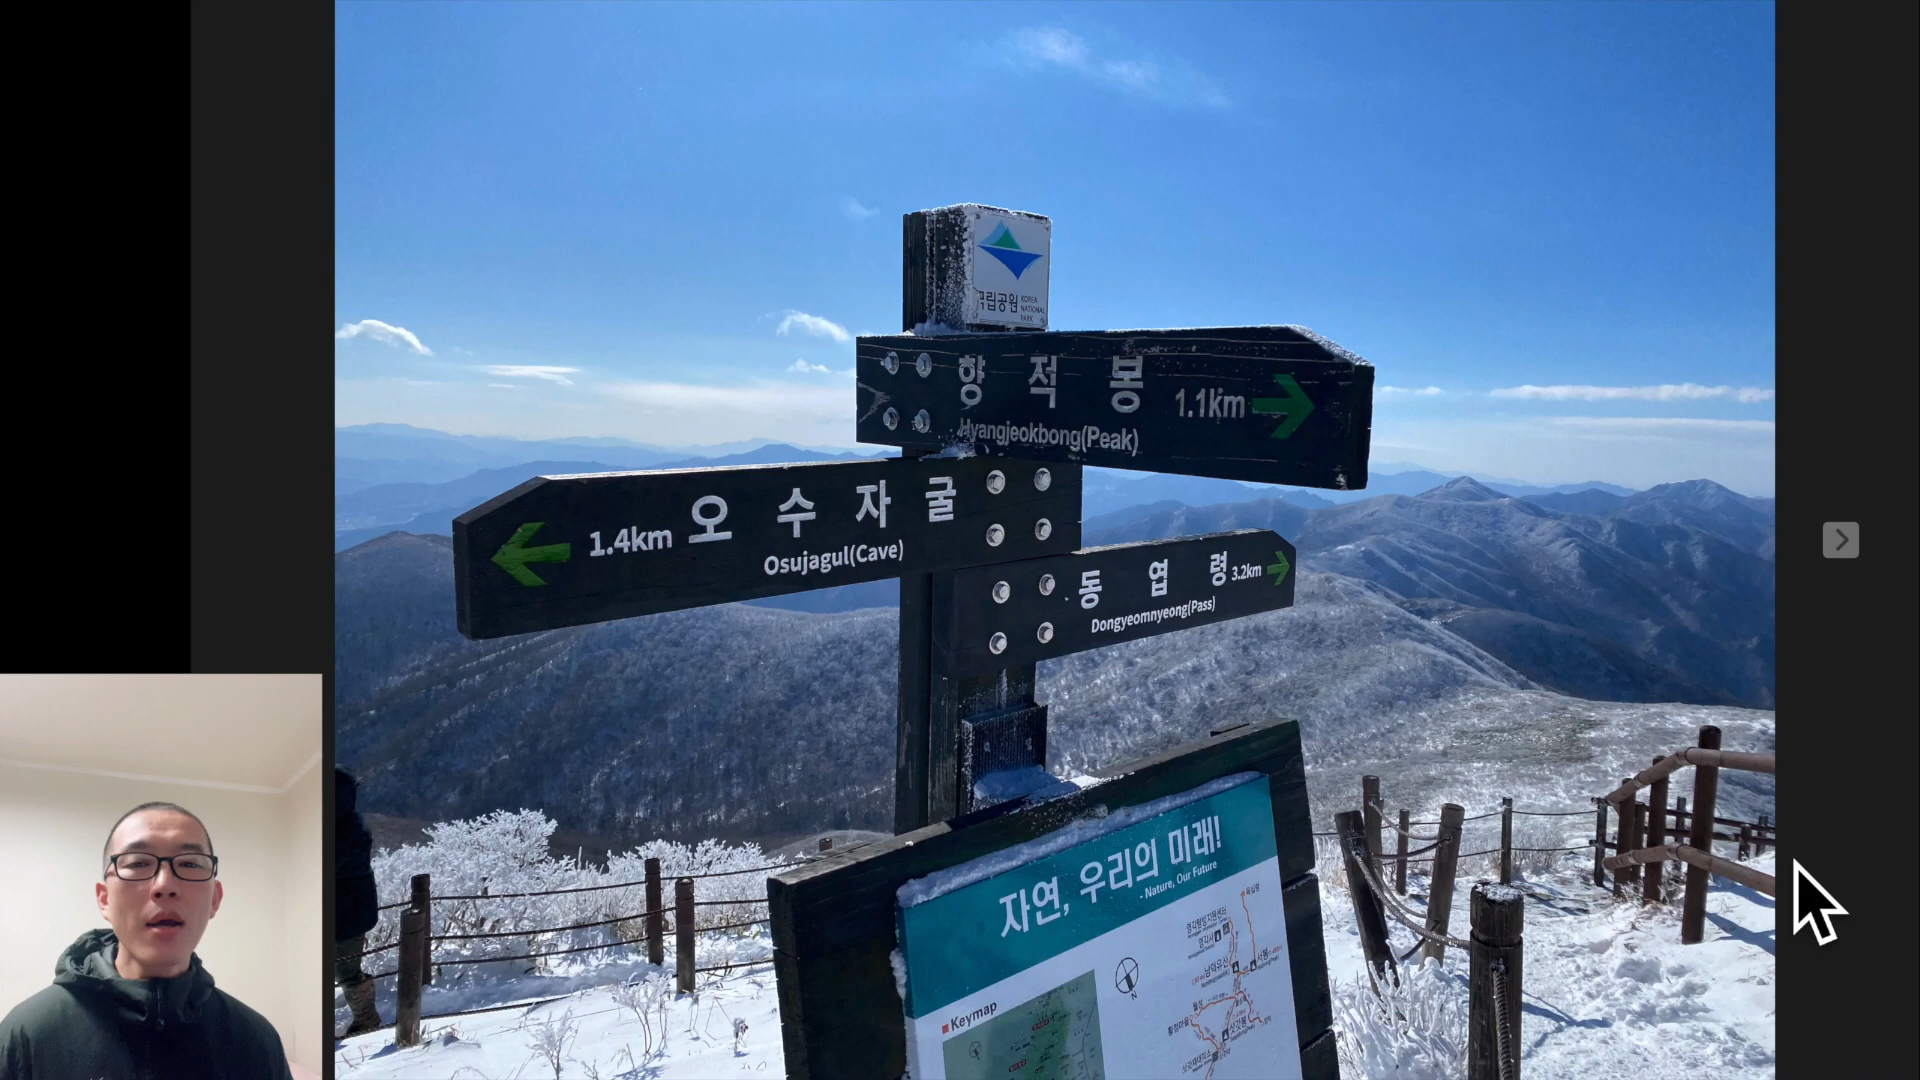 국립공원 KOREA NATIONAL PARK
향적봉 1.1km
Hyangjeokbong(Peak)
1.4km 오수자굴
Osujagul(Cave)
동엽령 3.2km
Dongyeomnyeong(Pass)
자연, 우리의 미래!
- Nature, Our Future
Keymap
N